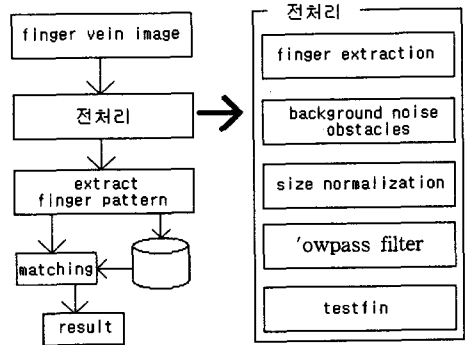 finger vein image
전처리
extract
finger pattern
matching
result
전처리
finger extraction
background noise
obstacles
size normalization
'owpass filter
testfin